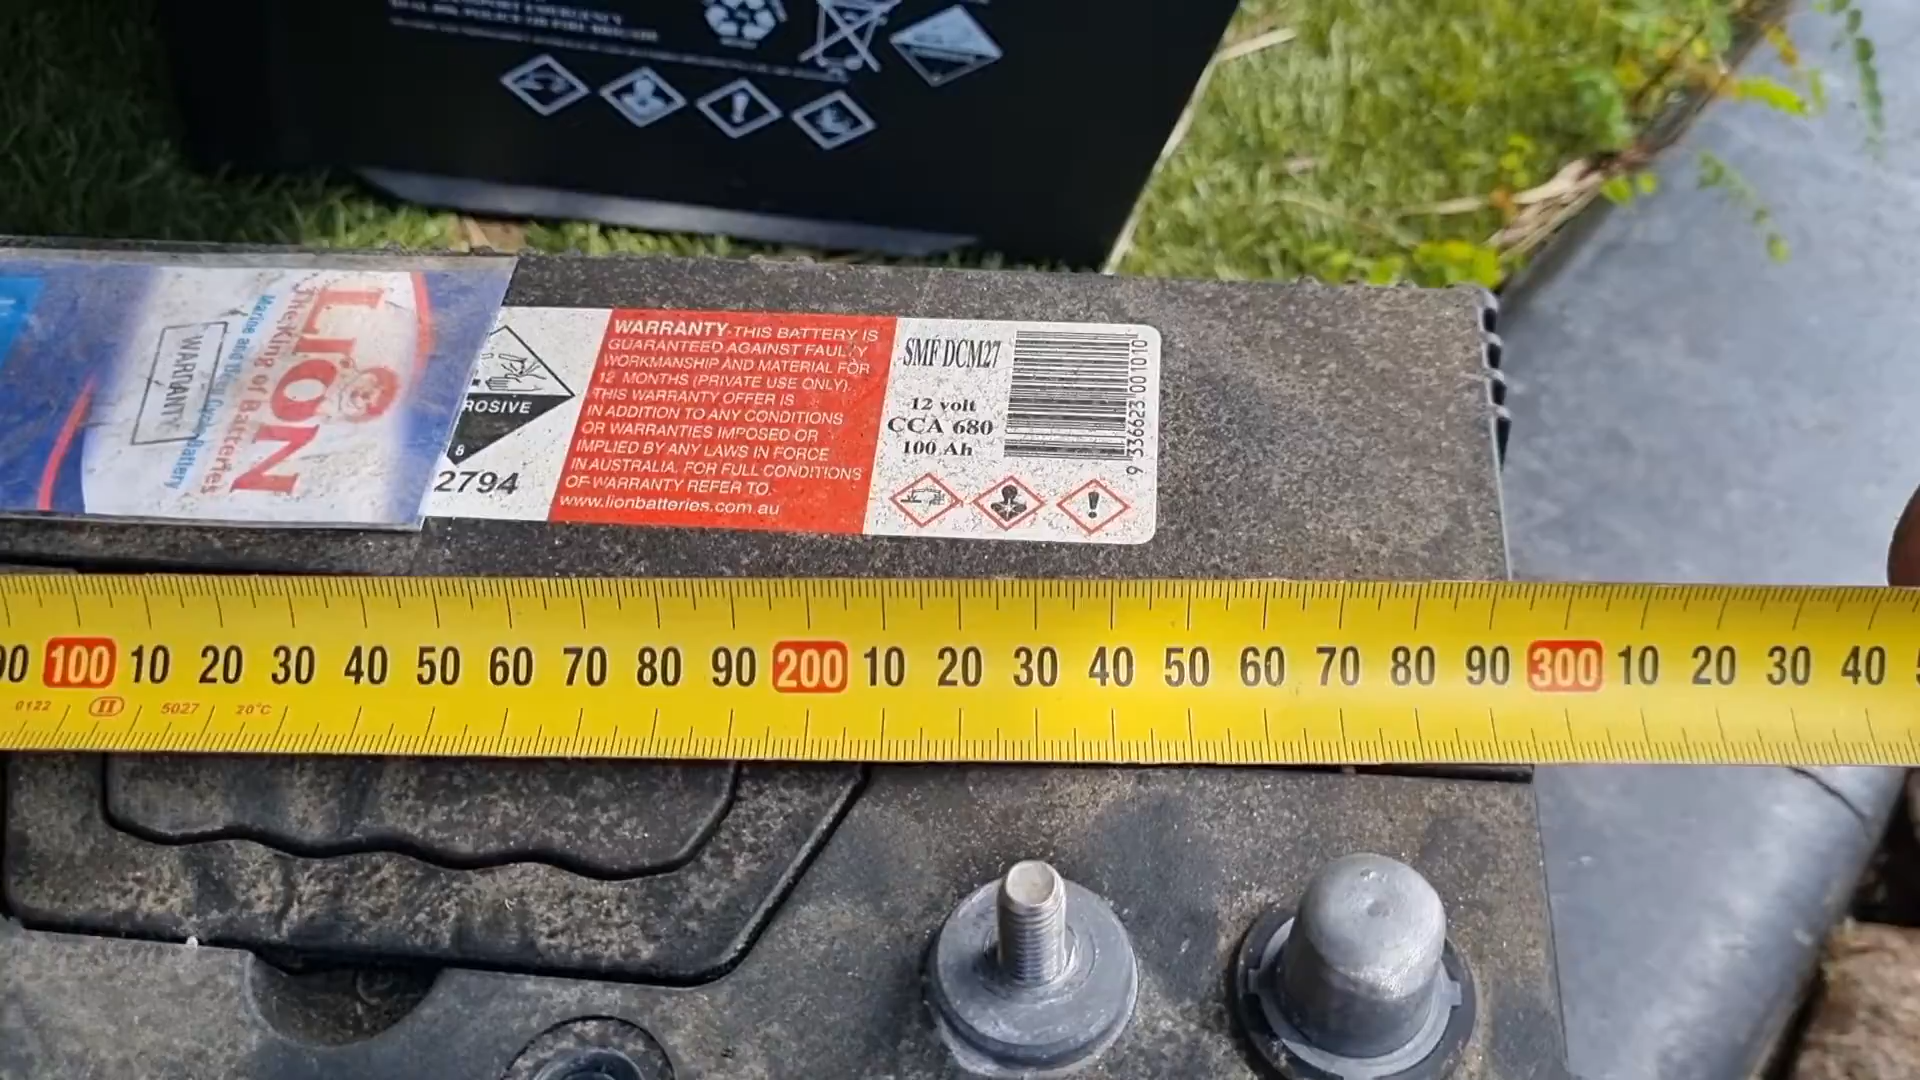 LION
The King of Batteries
WARRANTY
2794
WARRANTY-THIS BATTERY IS
GUARANTEED AGAINST FAULTY
WORKMANSHIP AND MATERIAL FOR
12 MONTHS (PRIVATE USE ONLY).
THIS WARRANTY OFFER IS
IN ADDITION TO ANY CONDITIONS
OR WARRANTIES IMPOSED OR
IMPLIED BY ANY LAWS IN FORCE
IN AUSTRALIA, FOR FULL CONDITIONS
OF WARRANTY REFER TO,
www.lionbatteries.com.au
ROSIVE
8
SMF DCM27
12 volt
CCA 680
100 Ah
9 336623 001010
90 100 10 20 30 40 50 60 70 80 90 200 10 20 30 40 50 60 70 80 90 300 10 20 30 40
0122 II 5027 20°C